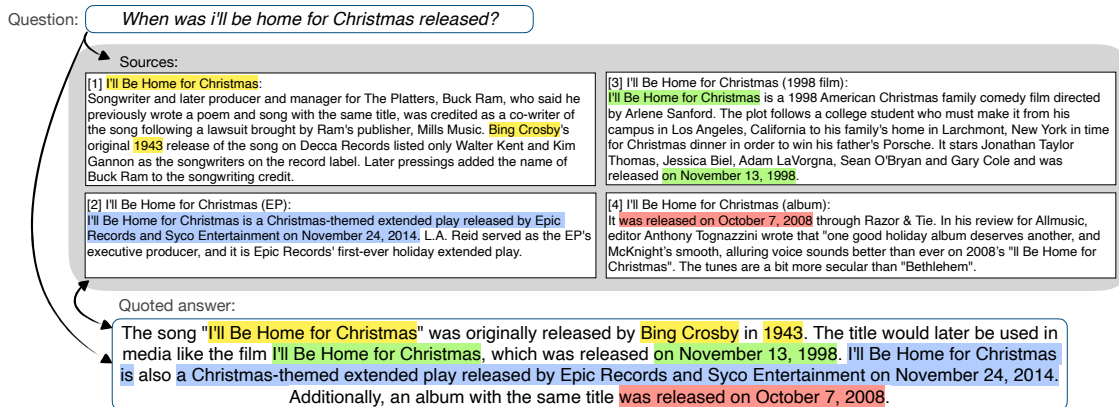 Question: When was i'll be home for Christmas released?
Sources:
[1] I'll Be Home for Christmas:
Songwriter and later producer and manager for The Platters, Buck Ram, who said he
previously wrote a poem and song with the same title, was credited as a co-writer of
the song following a lawsuit brought by Ram's publisher, Mills Music. Bing Crosby's
original 1943 release of the song on Decca Records listed only Walter Kent and Kim
Gannon as the songwriters on the record label. Later pressings added the name of
Buck Ram to the songwriting credit.
[2] I'll Be Home for Christmas (EP):
I'll Be Home for Christmas is a Christmas-themed extended play released by Epic
Records and Syco Entertainment on November 24, 2014. L.A. Reid served as the EP's
executive producer, and it is Epic Records' first-ever holiday extended play.
[3] I'll Be Home for Christmas (1998 film):
I'll Be Home for Christmas is a 1998 American Christmas family comedy film directed
by Arlene Sanford. The plot follows a college student who must make it from his
campus in Los Angeles, California to his family's home in Larchmont, New York in time
for Christmas dinner in order to win his father's Porsche. It stars Jonathan Taylor
Thomas, Jessica Biel, Adam LaVorgna, Sean O'Bryan and Gary Cole and was
released on November 13, 1998.
[4] I'll Be Home for Christmas (album):
It was released on October 7, 2008 through Razor & Tie. In his review for Allmusic,
editor Anthony Tognazzini wrote that "one good holiday album deserves another, and
McKnight's smooth, alluring voice sounds better than ever on 2008's "ll Be Home for
Christmas". The tunes are a bit more secular than "Bethlehem".
Quoted answer:
The song "I'll Be Home for Christmas" was originally released by Bing Crosby in 1943. The title would later be used in
media like the film I'll Be Home for Christmas, which was released on November 13, 1998. I'll Be Home for Christmas
is also a Christmas-themed extended play released by Epic Records and Syco Entertainment on November 24, 2014.
Additionally, an album with the same title was released on October 7, 2008.